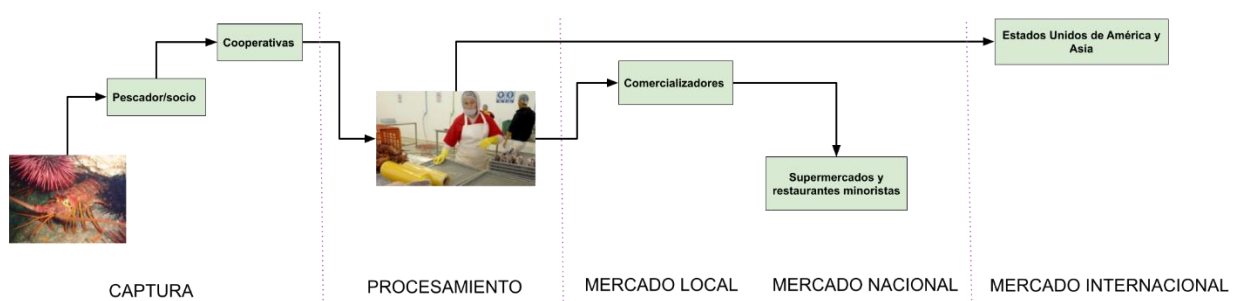 Cooperativas
Estados Unidos de América y
Asia
Pescador/socio
Comercializadores
Supermercados y
restaurantes minoristas
CAPTURA
PROCESAMIENTO
MERCADO LOCAL
MERCADO NACIONAL
MERCADO INTERNACIONAL